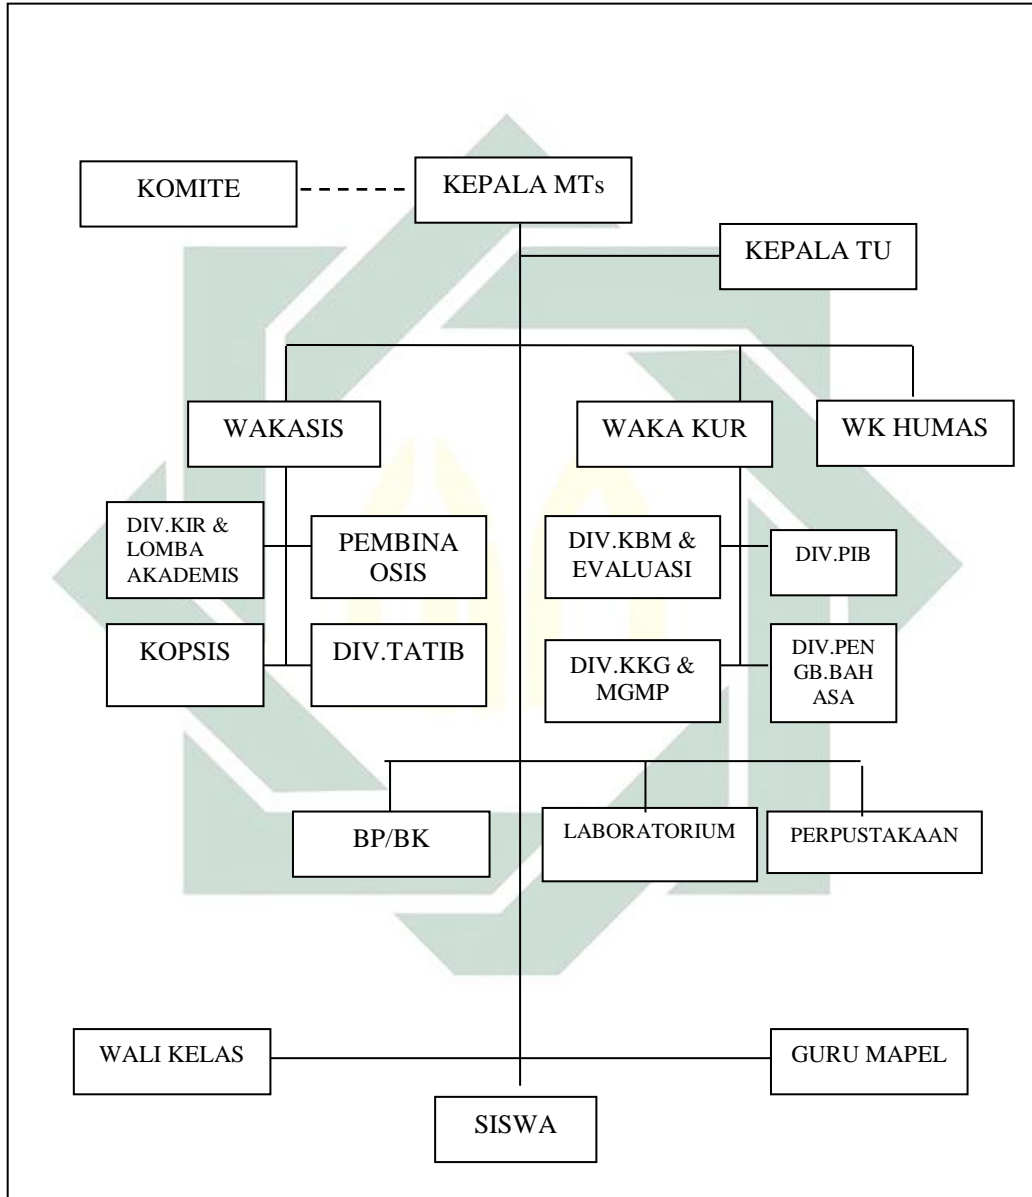 KOMITE
KEPALA MTs
KEPALA TU
WAKASIS
WAKA KUR
WK HUMAS
DIV.KIR &
LOMBA
AKADEMIS
PEMBINA
OSIS
DIV.KBM &
EVALUASI
DIV.PIB
KOPSIS
DIV.TATIB
DIV.KKG &
MGMP
DIV.PEN
GB.BAH
ASA
BP/BK
LABORATORIUM
PERPUSTAKAAN
WALI KELAS
GURU MAPEL
SISWA